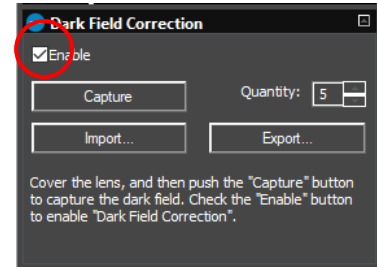 Dark Field Correction
Enable
Capture Quantity: 5
Import... Export...
Cover the lens, and then push the "Capture" button
to capture the dark field. Check the "Enable" button
to enable "Dark Field Correction".